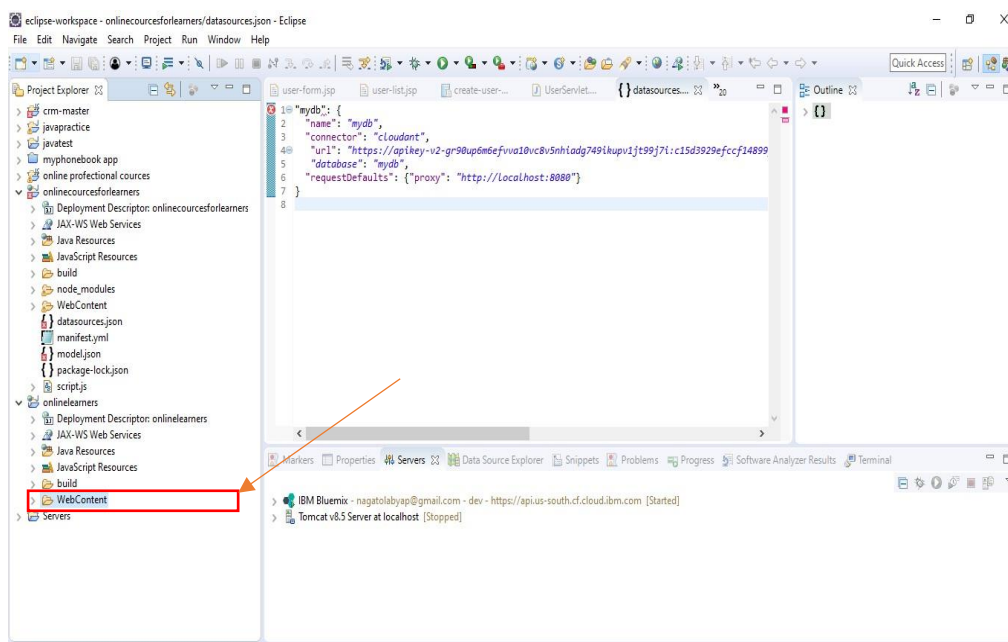 eclipse-workspace - onlinecourcesforlearners/datasources.json - Eclipse
File Edit Navigate Search Project Run Window Help
Quick Access
Project Explorer
user-form.jsp user-list.jsp create-user-... UserServlet.... { } datasources.... »20
Outline
crm-master
javapractice
javatest
myphonebook app
online profectional cources
onlinecourcesforlearners
Deployment Descriptor: onlinecourcesforlearners
JAX-WS Web Services
Java Resources
JavaScript Resources
build
node_modules
WebContent
datasources.json
manifest.yml
model.json
package-lock.json
script.js
onlinelearners
Deployment Descriptor: onlinelearners
JAX-WS Web Services
Java Resources
JavaScript Resources
build
WebContent
Servers
1 "mydb": {
2 "name": "mydb",
3 "connector": "cloudant",
4 "url": "https://apikey-v2-gr90up6m6efvva10vc8v5nhiadg749ikupv1jt99j7i:c15d3929efccf14899
5 "database": "mydb",
6 "requestDefaults": {"proxy": "http://localhost:8080"}
7 }
8
{}
Markers Properties Servers Data Source Explorer Snippets Problems Progress Software Analyzer Results Terminal
IBM Bluemix - nagatolabyap@gmail.com - dev - https://api.us-south.cf.cloud.ibm.com [Started]
Tomcat v8.5 Server at localhost [Stopped]